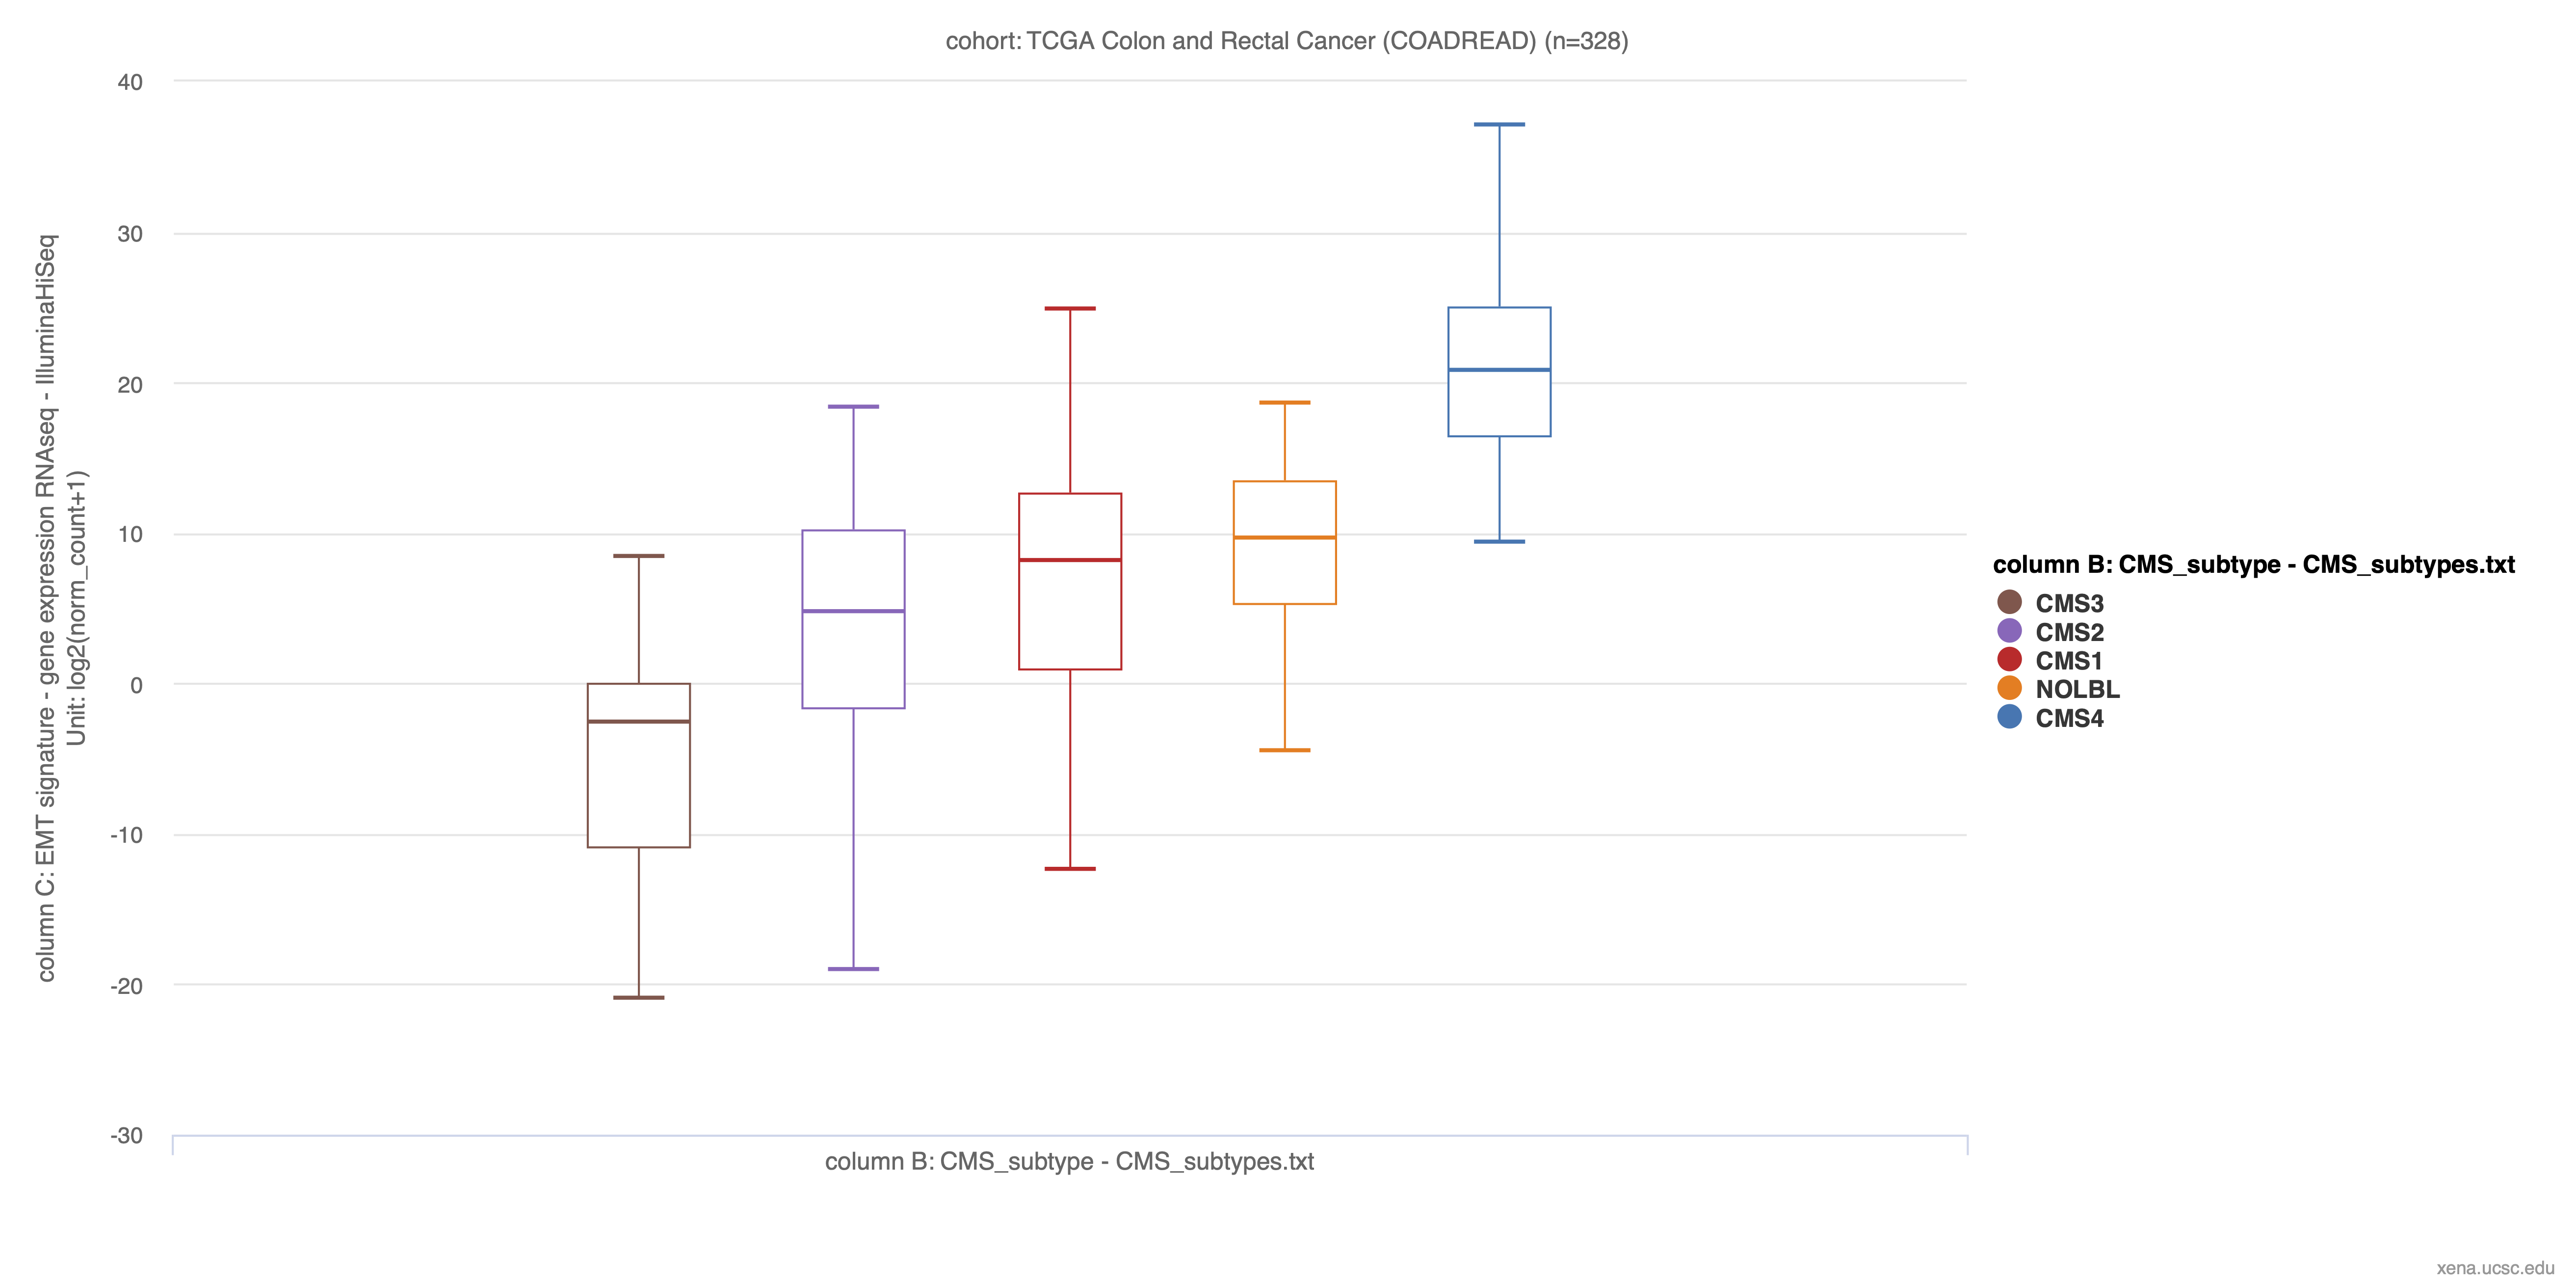 cohort: TCGA Colon and Rectal Cancer (COADREAD) (n=328)
column C: EMT signature - gene expression RNAseq - IlluminaHiSeq
Unit: log2(norm_count+1)
40
30
20
10
0
-10
-20
-30
column B: CMS_subtype - CMS_subtypes.txt
column B: CMS_subtype - CMS_subtypes.txt
CMS3
CMS2
CMS1
NOLBL
CMS4
xena.ucsc.edu